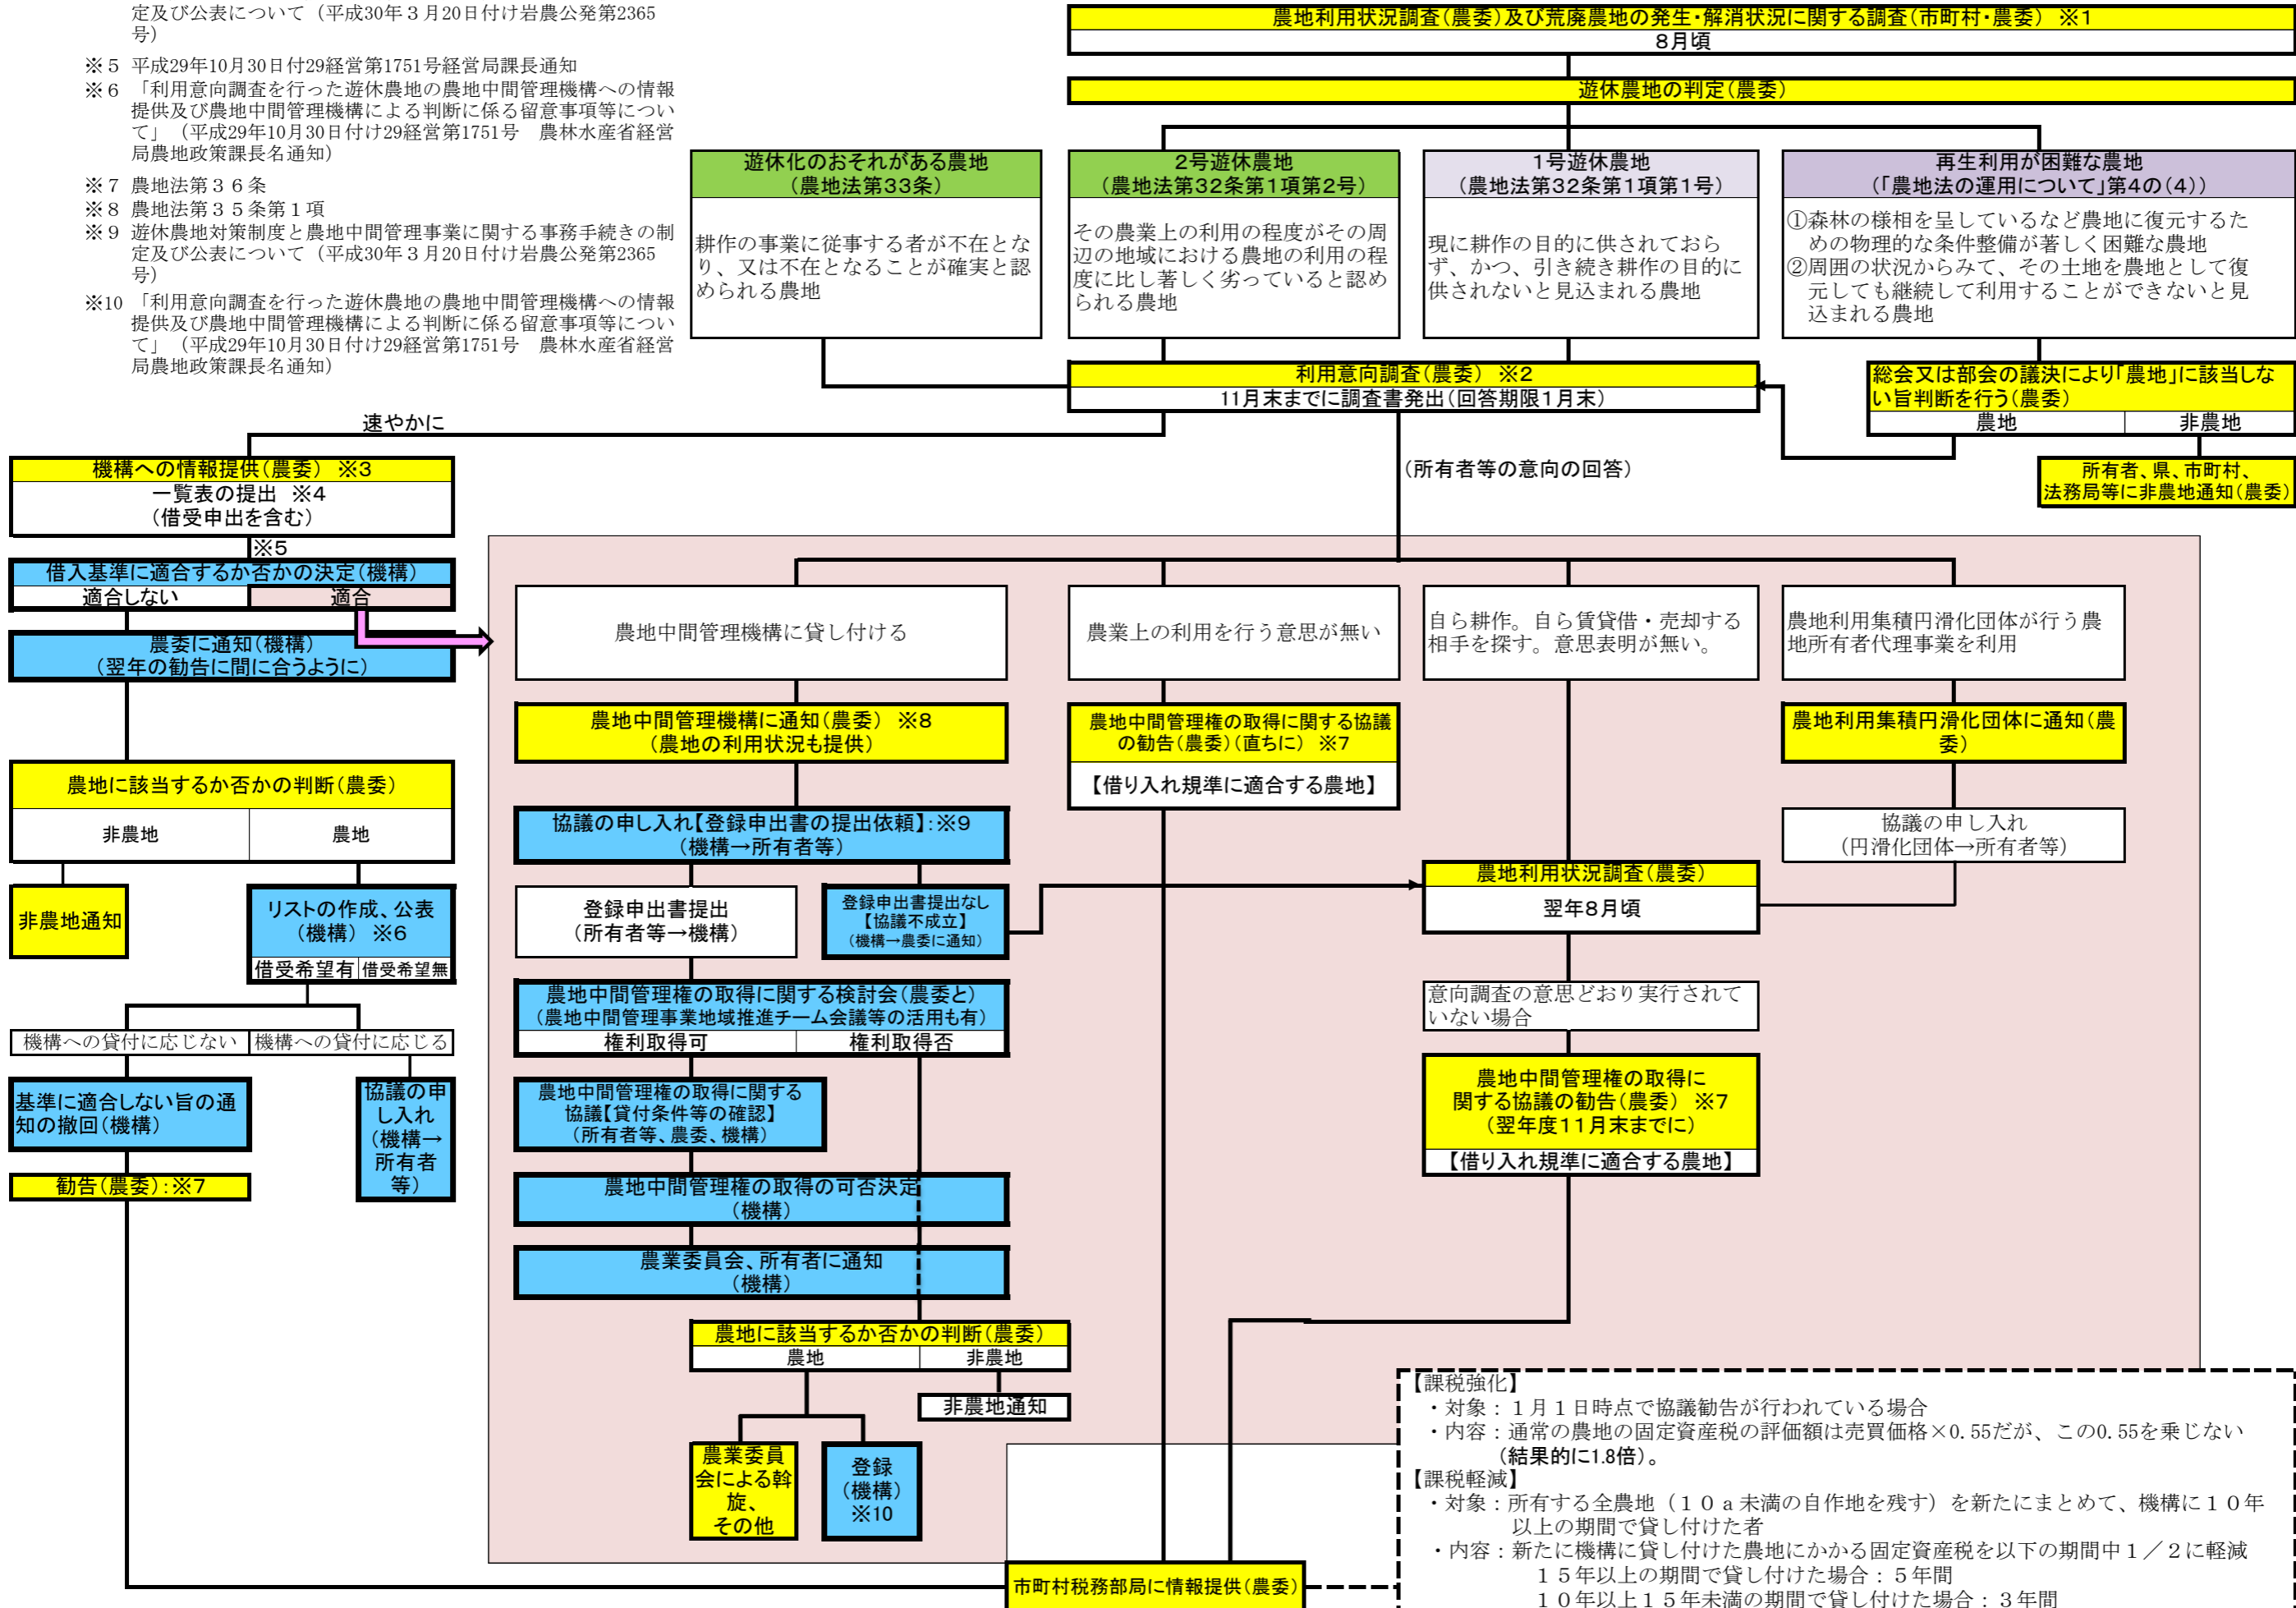 定及び公表について（平成30年３月20日付け岩農公発第2365
号）
※５ 平成29年10月30日付29経営第1751号経営局課長通知
※６ 「利用意向調査を行った遊休農地の農地中間管理機構への情報
提供及び農地中間管理機構による判断に係る留意事項等につい
て」（平成29年10月30日付け29経営第1751号　農林水産省経営
局農地政策課長名通知）
※７ 農地法第３６条
※８ 農地法第３５条第１項
※９ 遊休農地対策制度と農地中間管理事業に関する事務手続きの制
定及び公表について（平成30年３月20日付け岩農公発第2365
号）
※10 「利用意向調査を行った遊休農地の農地中間管理機構への情報
提供及び農地中間管理機構による判断に係る留意事項等につい
て」（平成29年10月30日付け29経営第1751号　農林水産省経営
局農地政策課長名通知）
農地利用状況調査（農委）及び荒廃農地の発生・解消状況に関する調査（市町村・農委）　※1
8月頃
遊休農地の判定（農委）
遊休化のおそれがある農地
（農地法第33条）
耕作の事業に従事する者が不在とな
り、又は不在となることが確実と認
められる農地
2号遊休農地
（農地法第32条第1項第2号）
その農業上の利用の程度がその周
辺の地域における農地の利用の程
度に比し著しく劣っていると認め
られる農地
1号遊休農地
（農地法第32条第1項第1号）
現に耕作の目的に供されておら
ず、かつ、引き続き耕作の目的に
供されないと見込まれる農地
再生利用が困難な農地
（「農地法の運用について」第4の（4））
①森林の様相を呈しているなど農地に復元するた
めの物理的な条件整備が著しく困難な農地
②周囲の状況からみて、その土地を農地として復
元しても継続して利用することができないと見
込まれる農地
利用意向調査（農委）　※2
11月末までに調査書発出（回答期限1月末）
総会又は部会の議決により「農地」に該当しな
い旨判断を行う（農委）
農地
非農地
所有者、県、市町村、
法務局等に非農地通知（農委）
速やかに
（所有者等の意向の回答）
機構への情報提供（農委）　※3
一覧表の提出　※4
（借受申出を含む）
※5
借入基準に適合するか否かの決定（機構）
適合しない
適合
農委に通知（機構）
（翌年の勧告に間に合うように）
農地に該当するか否かの判断（農委）
非農地
農地
非農地通知
リストの作成、公表
（機構）　※6
借受希望有
借受希望無
機構への貸付に応じない
機構への貸付に応じる
基準に適合しない旨の通
知の撤回（機構）
協議の申
し入れ
（機構→
所有者
等）
勧告（農委）：※7
農地中間管理機構に貸し付ける
農業上の利用を行う意思が無い
自ら耕作。自ら賃貸借・売却する
相手を探す。意思表明が無い。
農地利用集積円滑化団体が行う農
地所有者代理事業を利用
農地中間管理機構に通知（農委）　※8
（農地の利用状況も提供）
農地中間管理権の取得に関する協議
の勧告（農委）（直ちに）　※7
【借り入れ規準に適合する農地】
農地利用集積円滑化団体に通知（農
委）
協議の申し入れ
（円滑化団体→所有者等）
協議の申し入れ【登録申出書の提出依頼】：※9
（機構→所有者等）
登録申出書提出
（所有者等→機構）
登録申出書提出なし
【協議不成立】
（機構→農委に通知）
農地利用状況調査（農委）
翌年8月頃
意向調査の意思どおり実行されて
いない場合
農地中間管理権の取得に
関する協議の勧告（農委）　※7
（翌年度11月末までに）
【借り入れ規準に適合する農地】
農地中間管理権の取得に関する検討会（農委と）
（農地中間管理事業地域推進チーム会議等の活用も有）
権利取得可
権利取得否
農地中間管理権の取得に関する
協議【貸付条件等の確認】
（所有者等、農委、機構）
農地中間管理権の取得の可否決定
（機構）
農業委員会、所有者に通知
（機構）
農地に該当するか否かの判断（農委）
農地
非農地
非農地通知
農業委員
会による斡
旋、
その他
登録
（機構）
※10
市町村税務部局に情報提供（農委）
【課税強化】
・対象：１月１日時点で協議勧告が行われている場合
・内容：通常の農地の固定資産税の評価額は売買価格×0.55だが、この0.55を乗じない
（結果的に1.8倍）。
【課税軽減】
・対象：所有する全農地（１０ａ未満の自作地を残す）を新たにまとめて、機構に１０年
以上の期間で貸し付けた者
・内容：新たに機構に貸し付けた農地にかかる固定資産税を以下の期間中１／２に軽減
１５年以上の期間で貸し付けた場合：５年間
１０年以上１５年未満の期間で貸し付けた場合：３年間